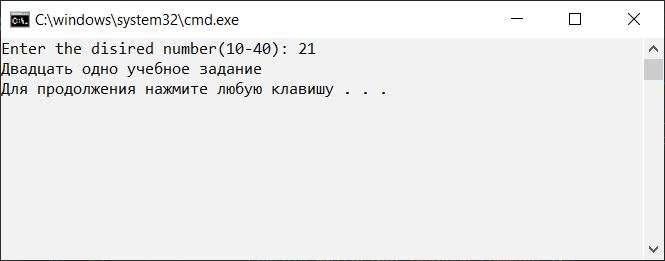 C:\windows\system32\cmd.exe
Enter the disired number(10-40): 21
Двадцать одно учебное задание
Для продолжения нажмите любую клавишу . . .